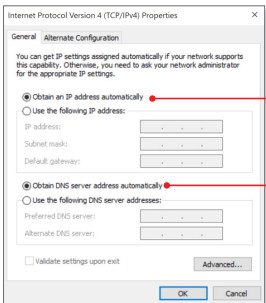 Internet Protocol Version 4 (TCP/IPv4) Properties
General Alternate Configuration
You can get IP settings assigned automatically if your network supports
this capability. Otherwise, you need to ask your network administrator
for the appropriate IP settings.
Obtain an IP address automatically
Use the following IP address:
IP address:
Subnet mask:
Default gateway:
Obtain DNS server address automatically
Use the following DNS server addresses:
Preferred DNS server:
Alternate DNS server:
Validate settings upon exit
Advanced...
OK Cancel